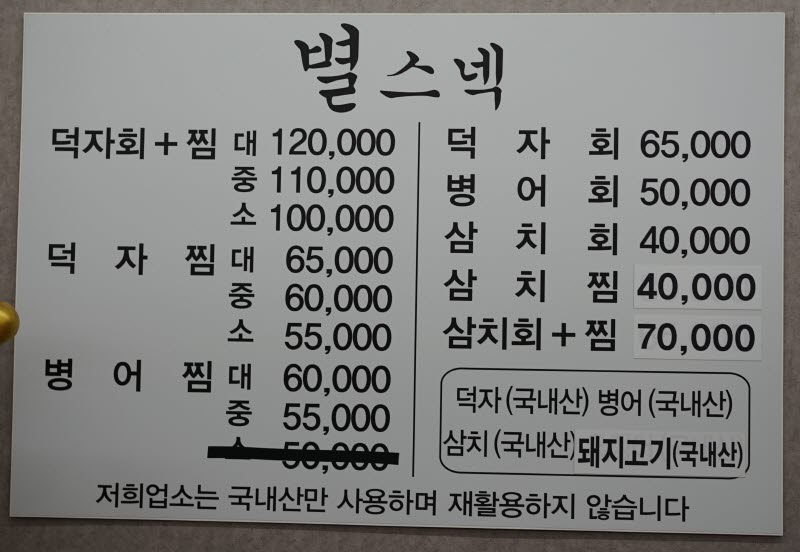 별스넥
덕자회+찜 대 120,000
중 110,000
소 100,000
덕자찜 대 65,000
중 60,000
소 55,000
병어찜 대 60,000
중 55,000
소 50,000
덕자회 65,000
병어회 50,000
삼치회 40,000
삼치찜 40,000
삼치회+찜 70,000
덕자(국내산) 병어(국내산)
삼치(국내산) 돼지고기(국내산)
저희업소는 국내산만 사용하며 재활용하지 않습니다